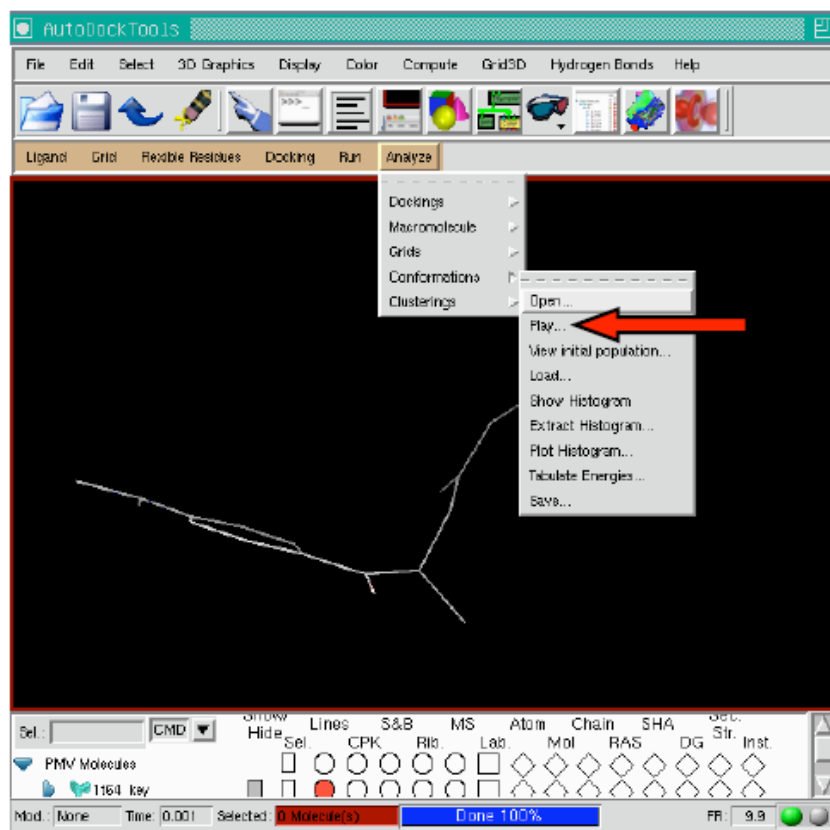 AutoDockTools
File Edit Select 3D Graphics Display Color Compute Grid3D Hydrogen Bonds Help
Ligand Grid Flexible Residues Docking Run Analyze
Dockings
Macromolecule
Grids
Conformations
Clusterings
Open...
Play...
View initial population...
Load...
Show Histogram
Extract Histogram...
Plot Histogram...
Tabulate Energies...
Save...
Sel.: CMD
Show/
Hide Lines S&B MS Atom Chain SHA Sec.
Sel. CPK Rib. Lab. Mol RAS DG Str. Inst.
PMV Molecules
1164 key
Mod.: None Time: 0.001 Selected: 0 Molecule(s) Done 100% FR: 9.9